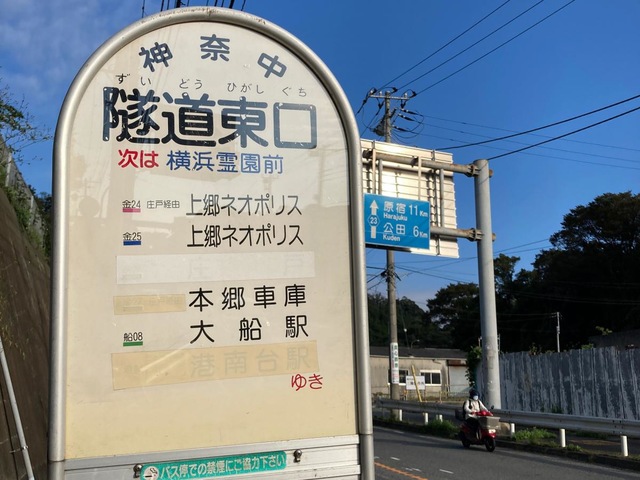 神奈中
ずいどうひがしぐち
隧道東口
次は 横浜霊園前
金24 庄戸経由 上郷ネオポリス
金25 上郷ネオポリス
本郷車庫
船08 大船駅
港南台駅
ゆき
バス停での禁煙にご協力下さい
原宿 11Km
Harajuku
23
公田 6Km
Kuden